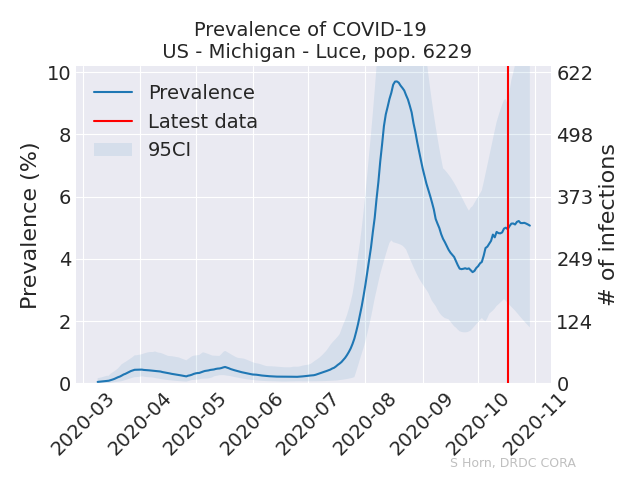 Prevalence of COVID-19
US - Michigan - Luce, pop. 6229
Prevalence
Latest data
95CI
Prevalence (%)
10
8
6
4
2
0
622
498
373
249
124
0
# of infections
2020-03
2020-04
2020-05
2020-06
2020-07
2020-08
2020-09
2020-10
2020-11
S Horn, DRDC CORA